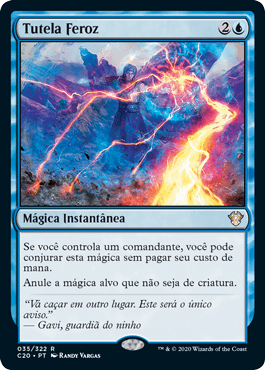 Tutela Feroz 2
Mágica Instantânea
Se você controla um comandante, você pode
conjurar esta mágica sem pagar seu custo de
mana.
Anule a mágica alvo que não seja de criatura.
“Vá caçar em outro lugar. Este será o único
aviso.”
— Gavi, guardiã do ninho
035/322 R
C20 • PT Randy Vargas
™ & © 2020 Wizards of the Coast